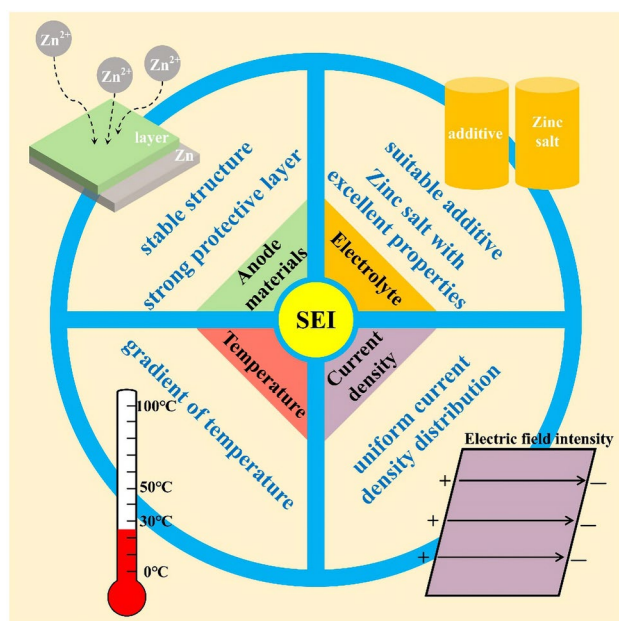 Zn2+
Zn2+
Zn2+
layer
Zn
additive
Zinc
salt
stable structure
strong protective layer
suitable additive
Zinc salt with
excellent properties
Anode
materials
Electrolyte
SEI
Temperature
Current
density
gradient of temperature
uniform current
density distribution
100℃
50℃
30℃
0℃
Electric field intensity
+ —
+ —
+ —